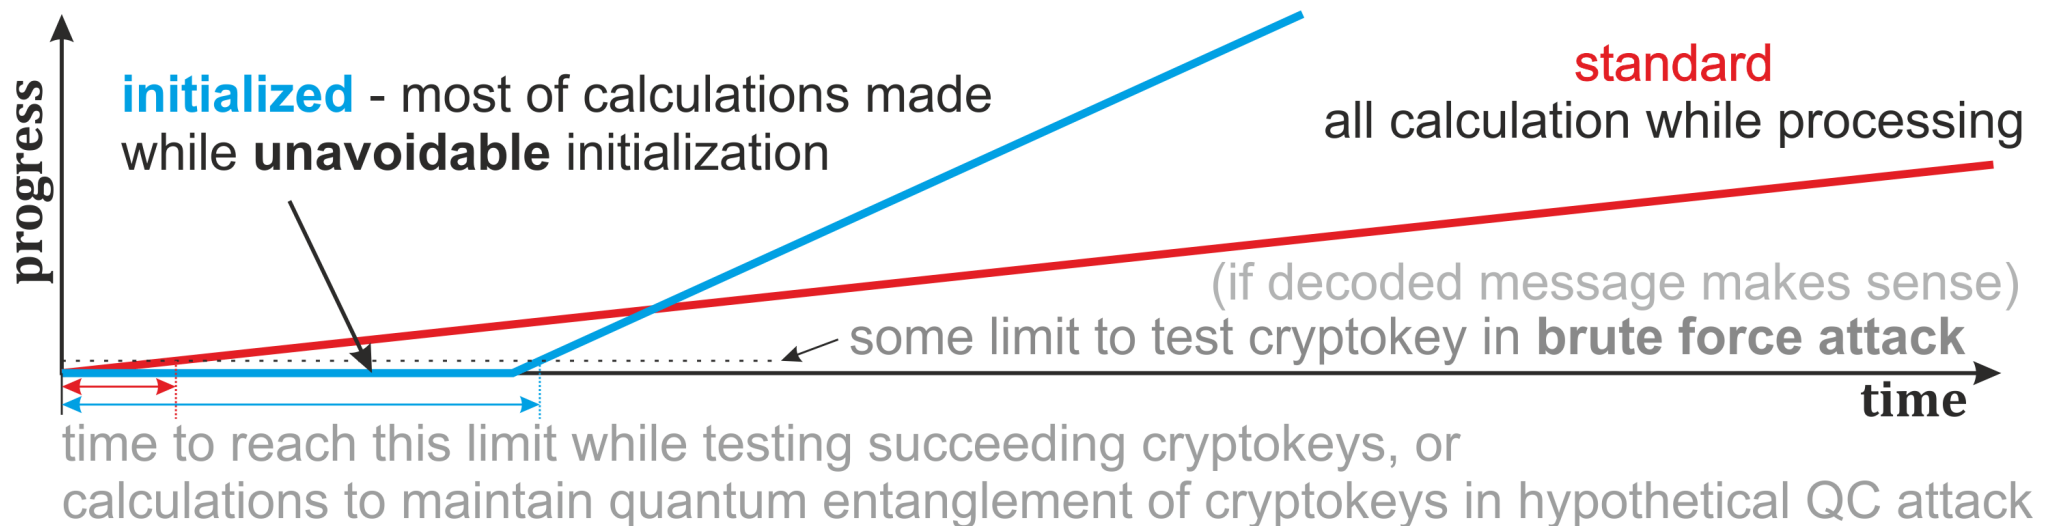 progress
initialized - most of calculations made
while unavoidable initialization
standard
all calculation while processing
(if decoded message makes sense)
some limit to test cryptokey in brute force attack
time
time to reach this limit while testing succeeding cryptokeys, or
calculations to maintain quantum entanglement of cryptokeys in hypothetical QC attack